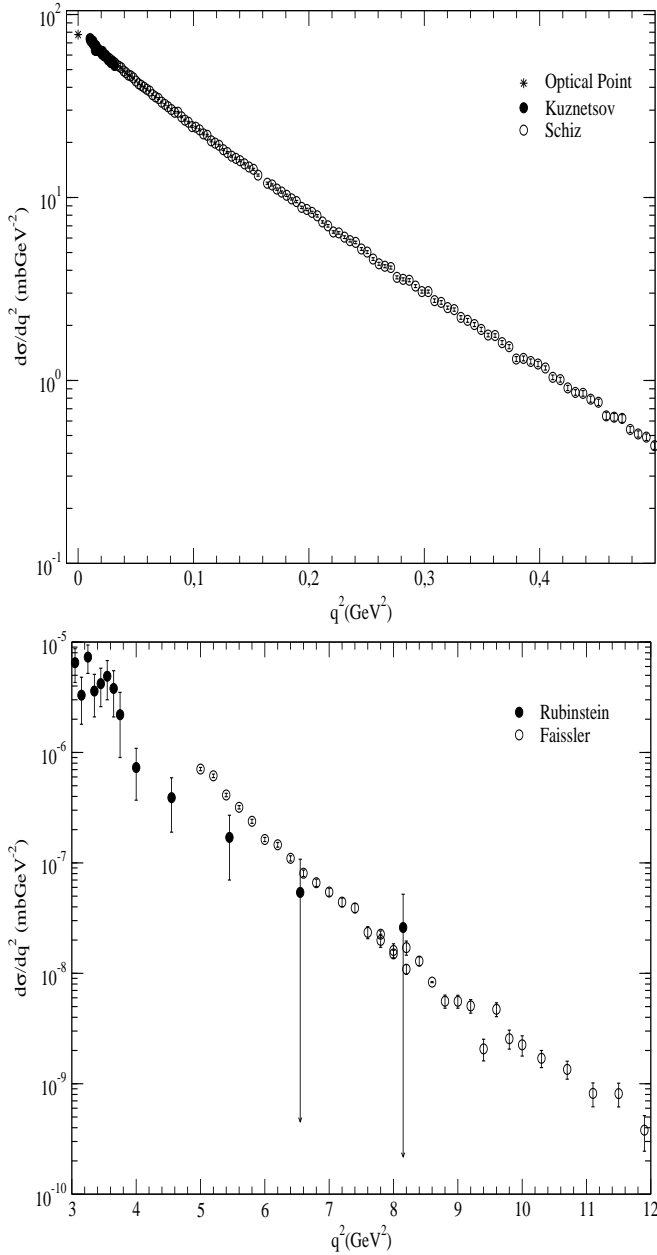 10^2
10^1
10^0
10^-1
dσ/dq^2 (mbGeV^-2)
Optical Point
Kuznetsov
Schiz
0 0,1 0,2 0,3 0,4
q^2(GeV^2)
10^-5
10^-6
10^-7
10^-8
10^-9
10^-10
dσ/dq^2 (mbGeV^-2)
Rubinstein
Faissler
3 4 5 6 7 8 9 10 11 12
q^2(GeV^2)